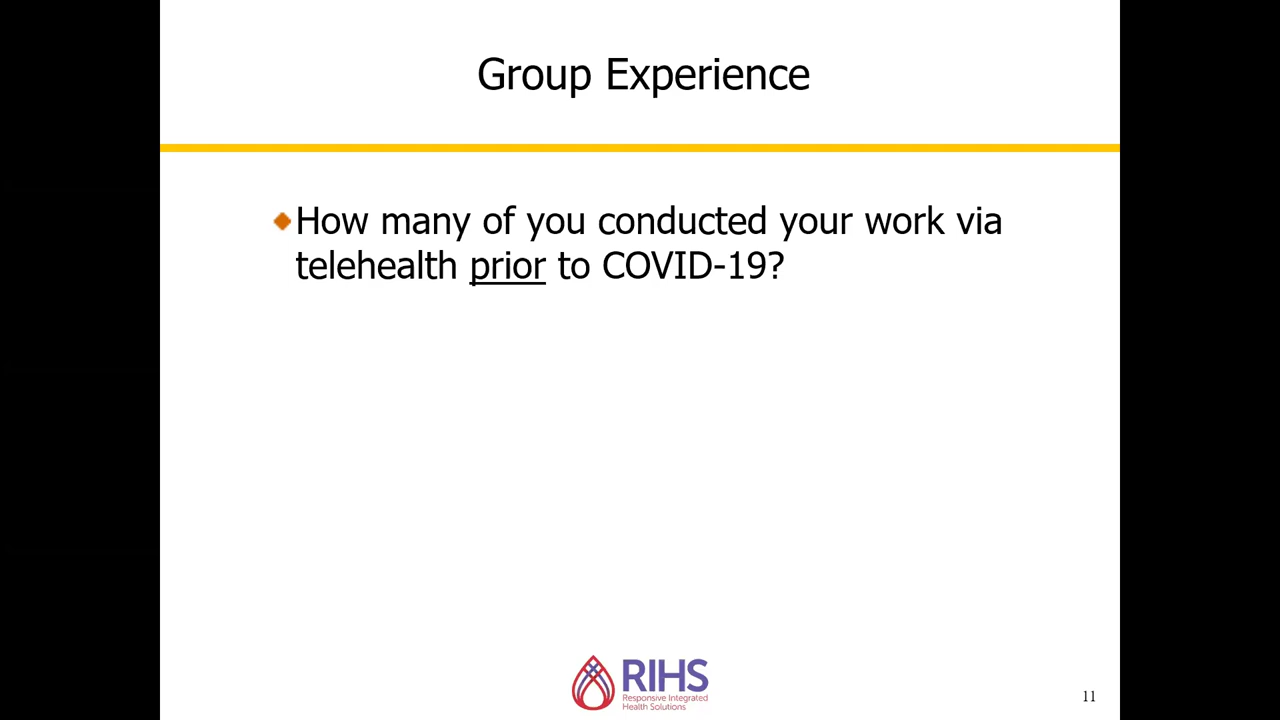 Group Experience
How many of you conducted your work via
telehealth prior to COVID-19?
RIHS
Responsive Integrated
Health Solutions
11